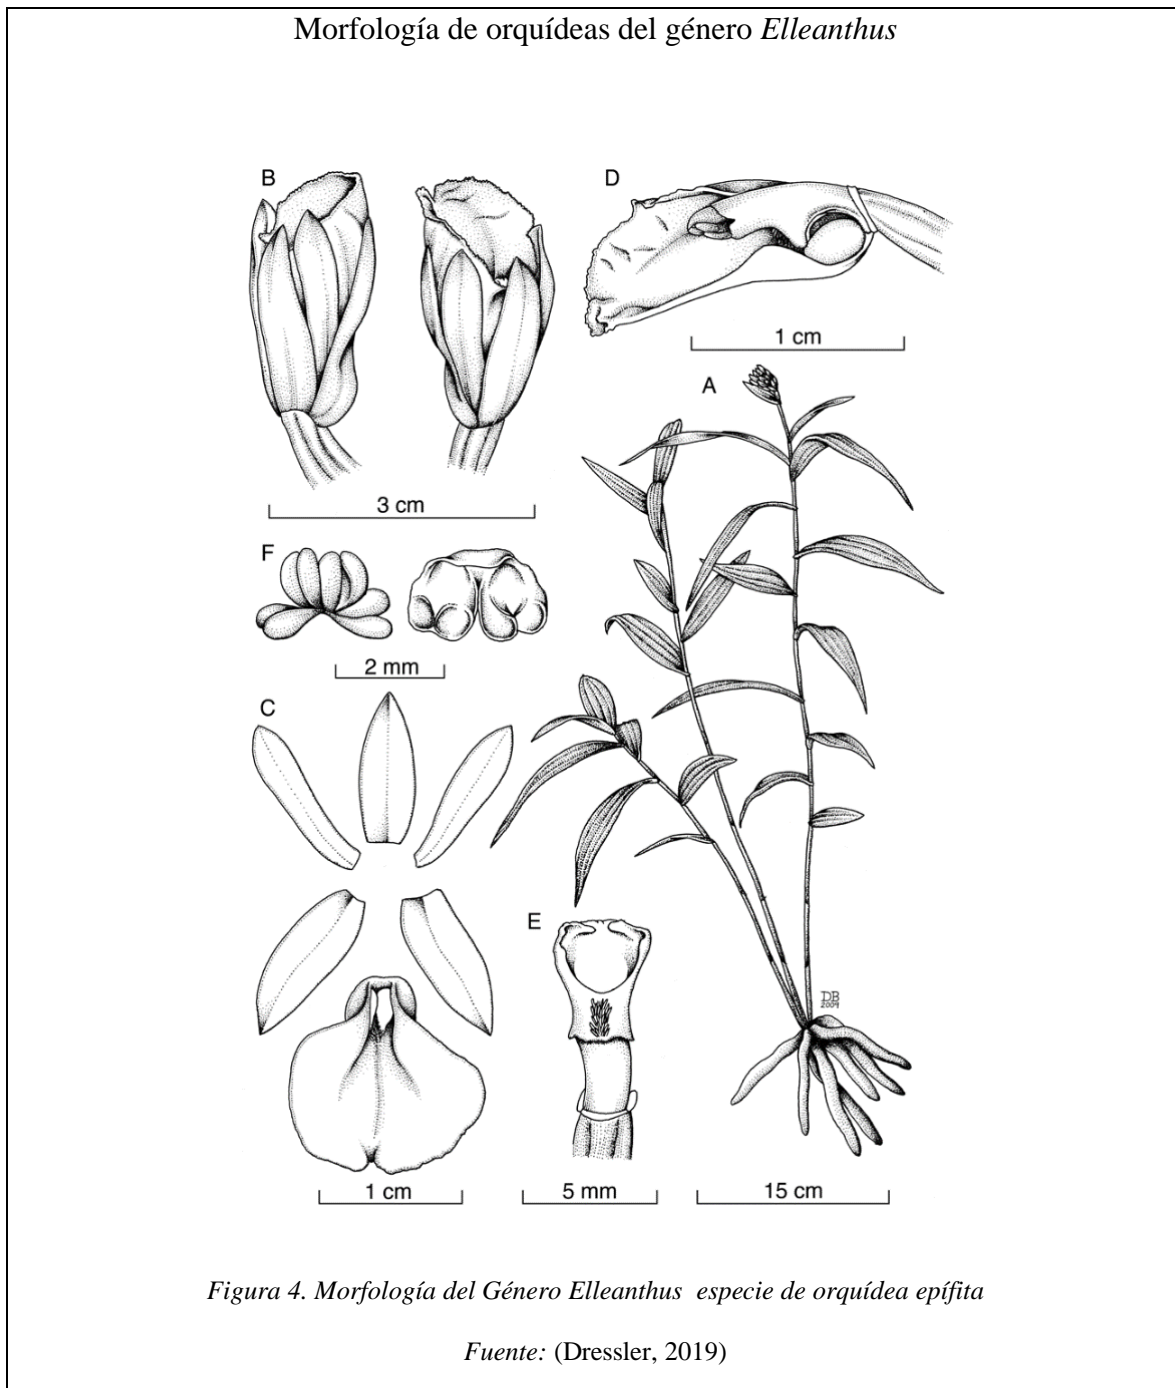 Morfología de orquídeas del género Elleanthus
B
D
1 cm
A
3 cm
F
2 mm
C
E
DB
2004
1 cm
5 mm
15 cm
Figura 4. Morfología del Género Elleanthus especie de orquídea epífita
Fuente: (Dressler, 2019)